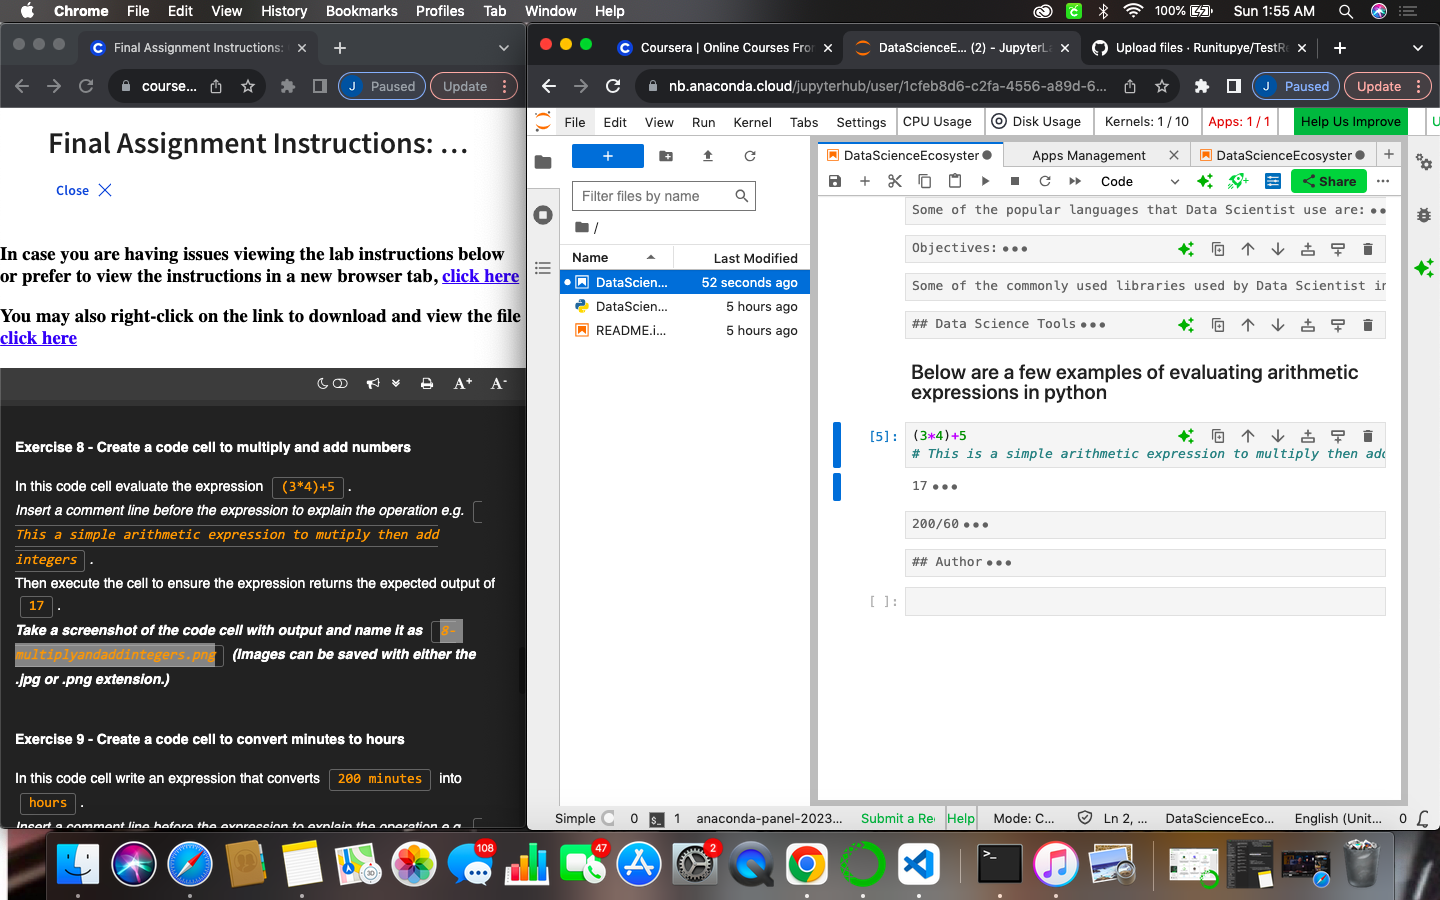 Chrome File Edit View History Bookmarks Profiles Tab Window Help 100% Sun 1:55 AM
Final Assignment Instructions:
course... J Paused Update
Final Assignment Instructions: ...
Close
In case you are having issues viewing the lab instructions below
or prefer to view the instructions in a new browser tab, click here
You may also right-click on the link to download and view the file
click here
A+ A-
Exercise 8 - Create a code cell to multiply and add numbers
In this code cell evaluate the expression (3*4)+5 .
Insert a comment line before the expression to explain the operation e.g.
This a simple arithmetic expression to mutiply then add
integers .
Then execute the cell to ensure the expression returns the expected output of
17 .
Take a screenshot of the code cell with output and name it as 8-
multiplyandaddintegers.png (Images can be saved with either the
.jpg or .png extension.)
Exercise 9 - Create a code cell to convert minutes to hours
In this code cell write an expression that converts 200 minutes into
hours .
Insert a comment line before the expression to explain the operation e.g.
Coursera | Online Courses Fror
DataScienceE... (2) - JupyterLa
Upload files · Runitupye/TestRe
nb.anaconda.cloud/jupyterhub/user/1cfeb8d6-c2fa-4556-a89d-6... J Paused Update
File Edit View Run Kernel Tabs Settings CPU Usage Disk Usage Kernels: 1 / 10 Apps: 1 / 1 Help Us Improve U
Filter files by name
/
Name Last Modified
DataScien... 52 seconds ago
DataScien... 5 hours ago
README.i... 5 hours ago
DataScienceEcosyster Apps Management DataScienceEcosyster
Code Share
Some of the popular languages that Data Scientist use are:
Objectives:
Some of the commonly used libraries used by Data Scientist in
## Data Science Tools
Below are a few examples of evaluating arithmetic
expressions in python
[5]: (3*4)+5
# This is a simple arithmetic expression to multiply then add
17
200/60
## Author
[ ]:
Simple 0 1 anaconda-panel-2023... Submit a Re Help Mode: C... Ln 2, ... DataScienceEco... English (Unit... 0
108
47
2
30